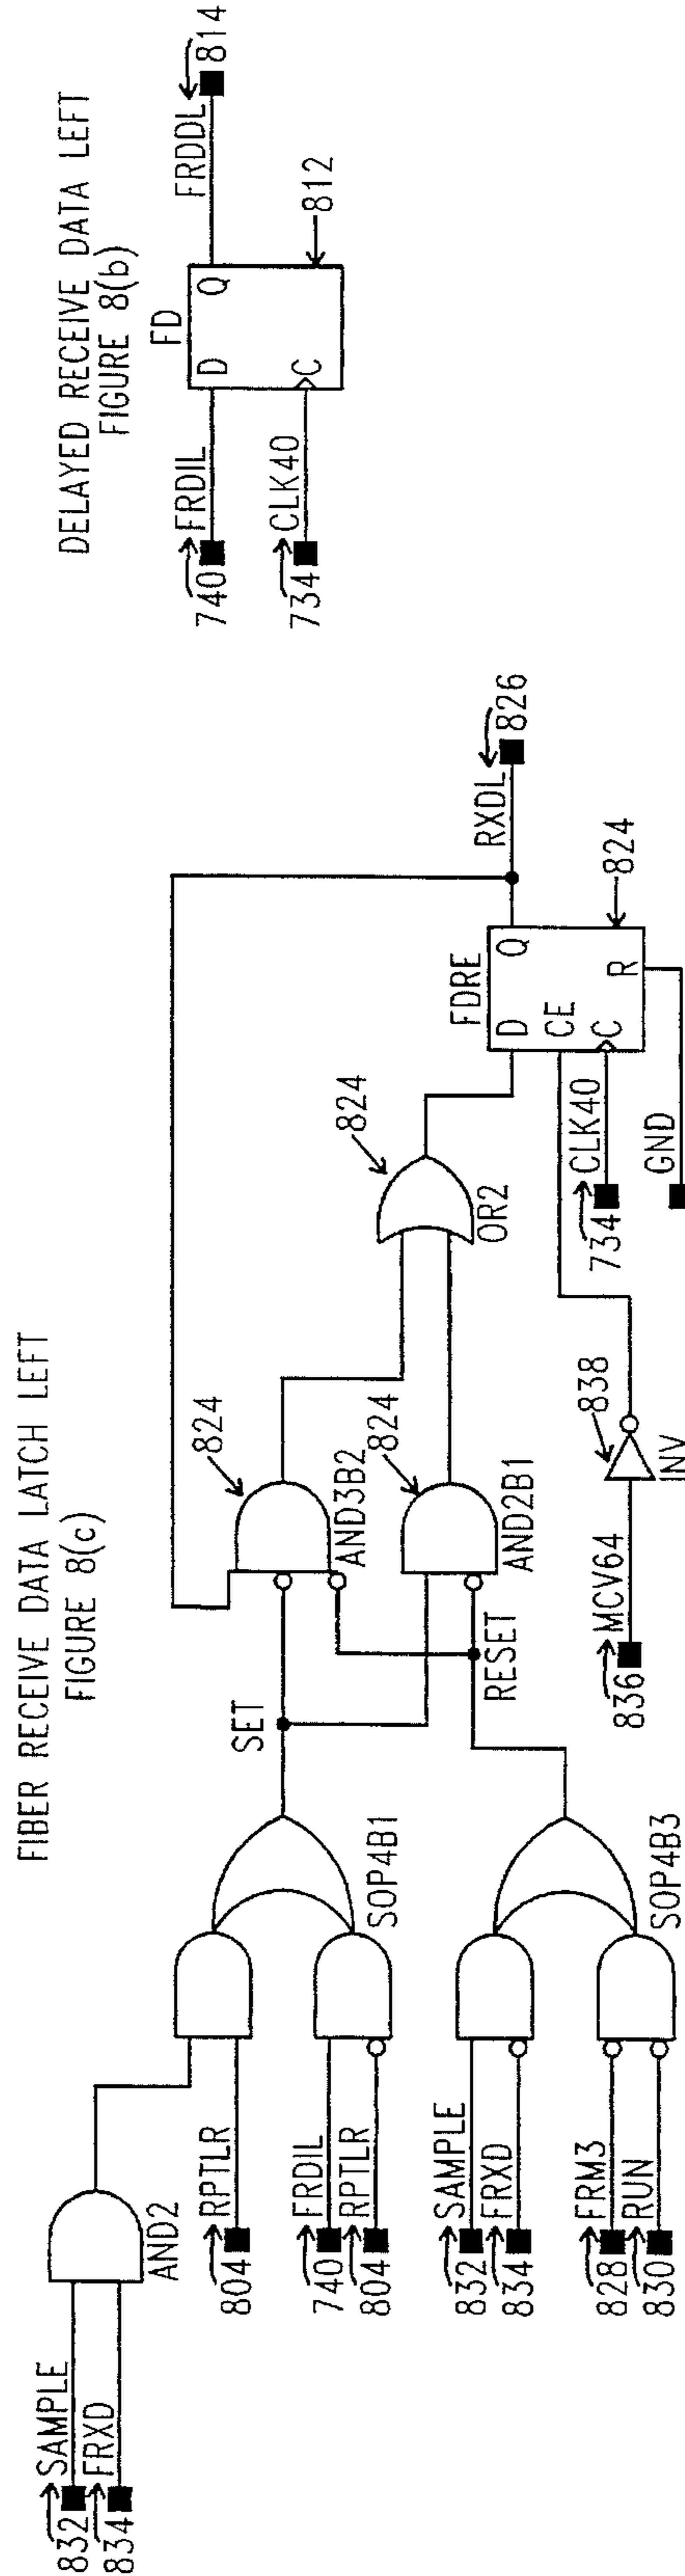 DELAYED RECEIVE DATA LEFT
FIGURE 8(b)
FD
740
FRDIL
D
Q
FRDDL
814
734
CLK40
C
812
FIBER RECEIVE DATA LATCH LEFT
FIGURE 8(c)
832
SAMPLE
834
FRXD
AND2
804
RPTLR
740
FRDIL
804
RPTLR
SOP4B1
832
SAMPLE
834
FRXD
828
FRM3
830
RUN
SOP4B3
SET
RESET
824
AND3B2
824
AND2B1
824
OR2
836
MCV64
838
INV
734
CLK40
GND
FDRE
D
Q
CE
C
R
824
RXDL
826